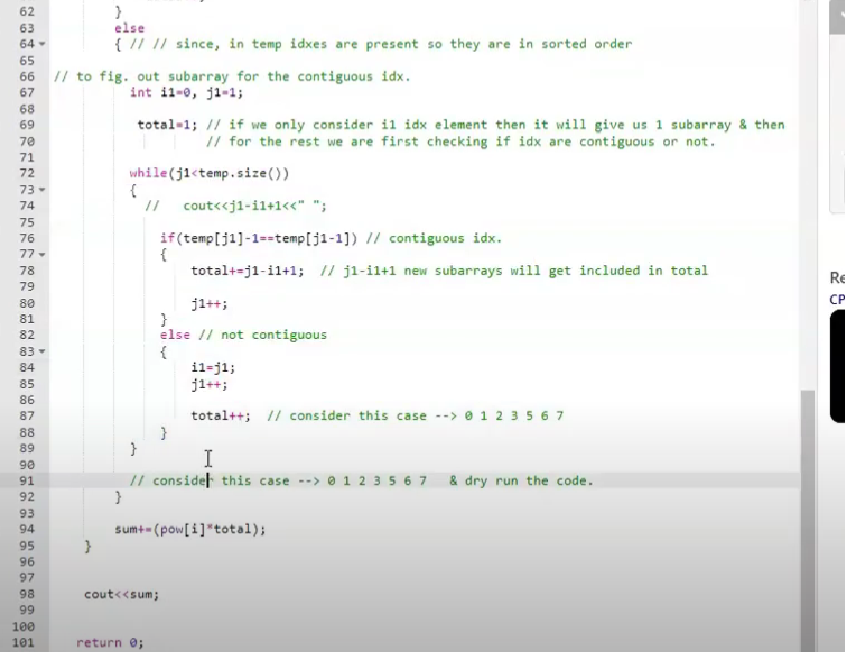 62 }
63 else
64 { // // since, in temp idxes are present so they are in sorted order
65
66 // to fig. out subarray for the contiguous idx.
67 int i1=0, j1=1;
68
69 total=1; // if we only consider i1 idx element then it will give us 1 subarray & then
70 // for the rest we are first checking if idx are contiguous or not.
71
72 while(j1<temp.size())
73 {
74 // cout<<j1-i1+1<<" ";
75
76 if(temp[j1]-1==temp[j1-1]) // contiguous idx.
77 {
78 total+=j1-i1+1; // j1-i1+1 new subarrays will get included in total
79
80 j1++;
81 }
82 else // not contiguous
83 {
84 i1=j1;
85 j1++;
86
87 total++; // consider this case --> 0 1 2 3 5 6 7
88 }
89 }
90
91 // consider this case --> 0 1 2 3 5 6 7 & dry run the code.
92 }
93
94 sum+=(pow[i]*total);
95 }
96
97
98 cout<<sum;
99
100
101 return 0;
Re
CP